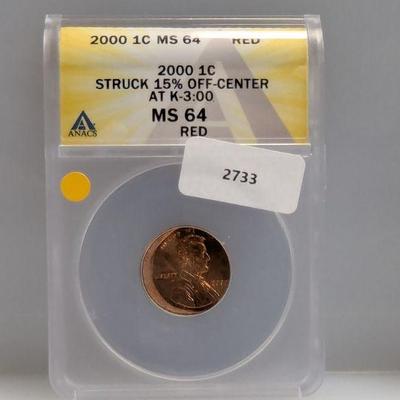 2000 1C MS 64 RED
2000 1C
STRUCK 15% OFF-CENTER
AT K-3:00
MS 64
RED
ANACS
2733
LIBERTY